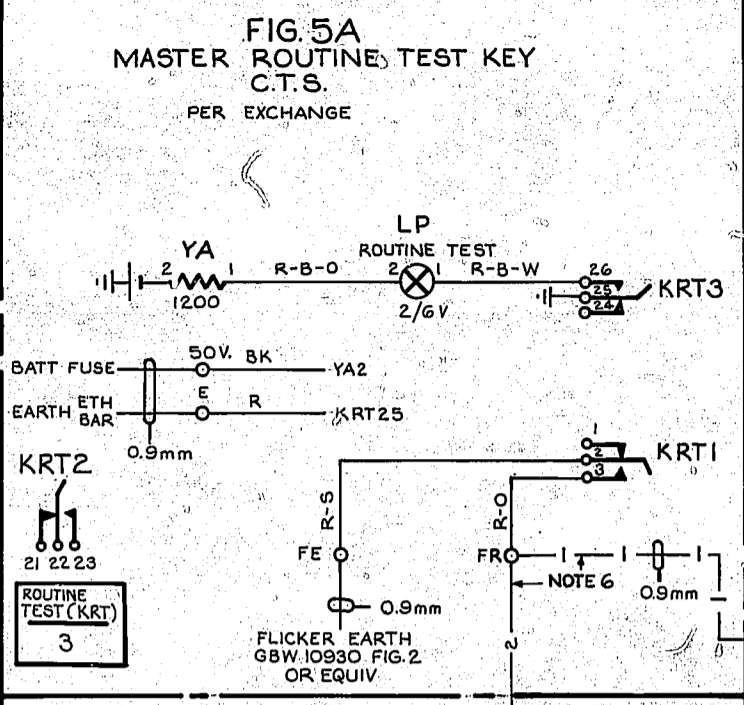 FIG. 5A
MASTER ROUTINE TEST KEY
C.T.S.
PER EXCHANGE
LP
YA
ROUTINE TEST
2 1 R-B-O 2 1 R-B-W 26
25
24
KRT3
1200
2/6 V
BATT FUSE 50V. BK YA2
EARTH ETH BAR E R KRT25
0.9mm
KRT2
21 22 23
1
2
3
KRT1
R-S
R-O
FE
FR
NOTE 6
0.9mm
0.9mm
ROUTINE
TEST (KRT)
3
FLICKER EARTH
GBW.10930 FIG.2
OR EQUIV
2